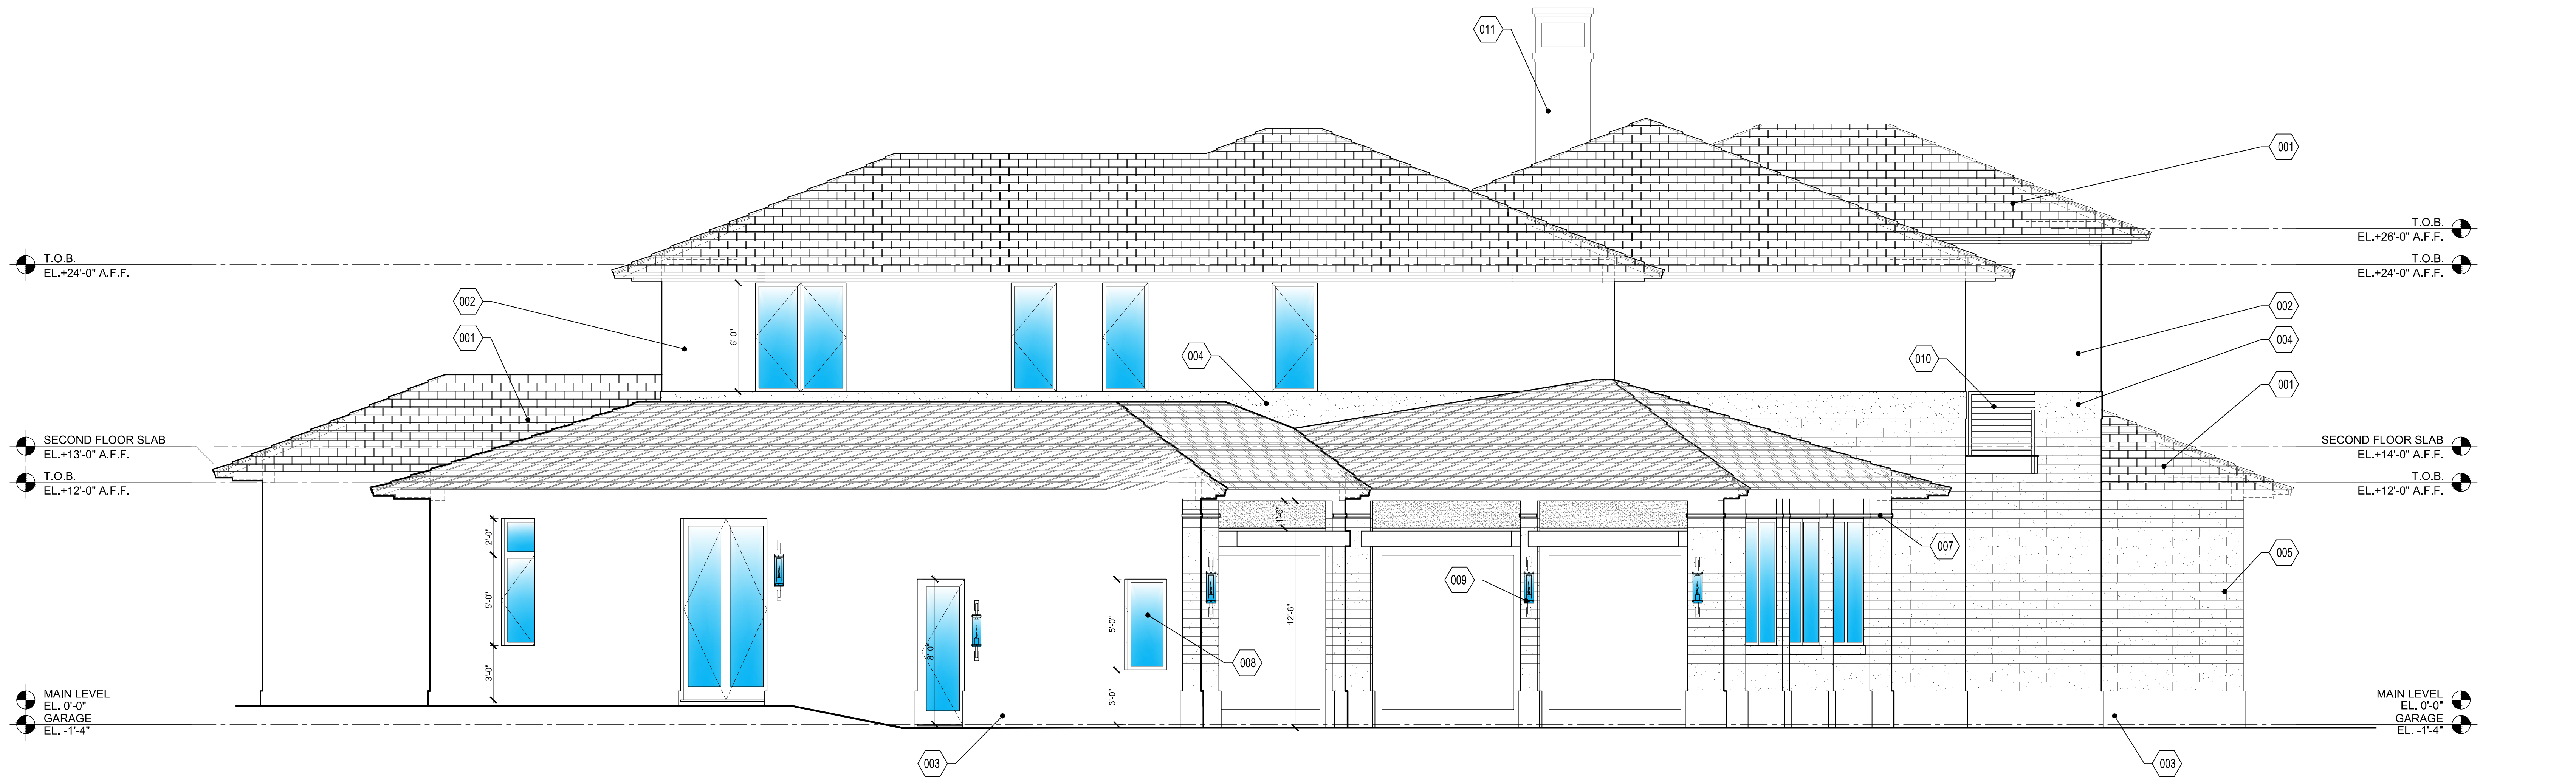 011
001
T.O.B.
EL.+26'-0" A.F.F.
T.O.B.
EL.+24'-0" A.F.F.
T.O.B.
EL.+24'-0" A.F.F.
002
002
6'-0"
001
004
010
004
001
SECOND FLOOR SLAB
EL.+13'-0" A.F.F.
SECOND FLOOR SLAB
EL.+14'-0" A.F.F.
T.O.B.
EL.+12'-0" A.F.F.
T.O.B.
EL.+12'-0" A.F.F.
1'-6"
2'-0"
007
005
009
5'-0"
5'-0"
12'-6"
8'-0"
008
3'-0"
3'-0"
MAIN LEVEL
EL. 0'-0"
GARAGE
EL. -1'-4"
MAIN LEVEL
EL. 0'-0"
GARAGE
EL. -1'-4"
003
003